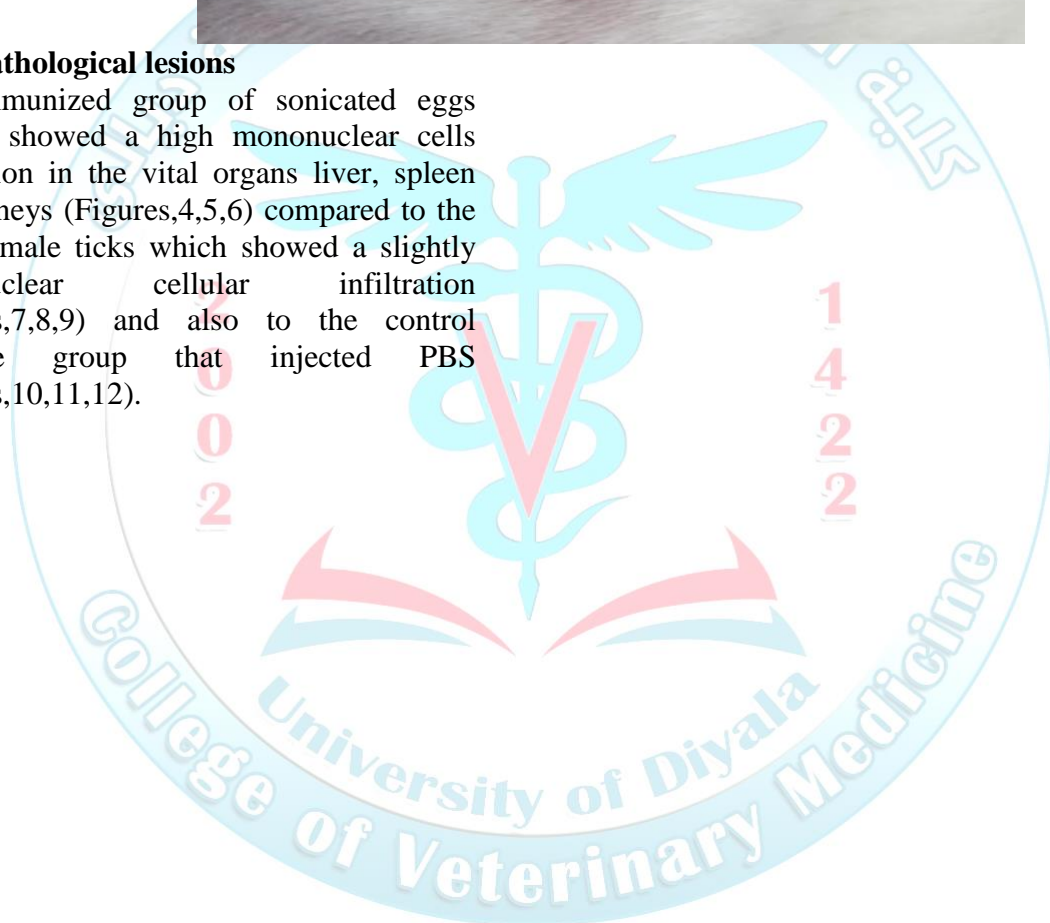 athological lesions
munized group of sonicated eggs
showed a high mononuclear cells
ion in the vital organs liver, spleen
neys (Figures,4,5,6) compared to the
male ticks which showed a slightly
clear cellular infiltration
s,7,8,9) and also to the control
e group that injected PBS
s,10,11,12).
2
0
0
2
1
4
2
2
University of Diyala
College of Veterinary Medicine